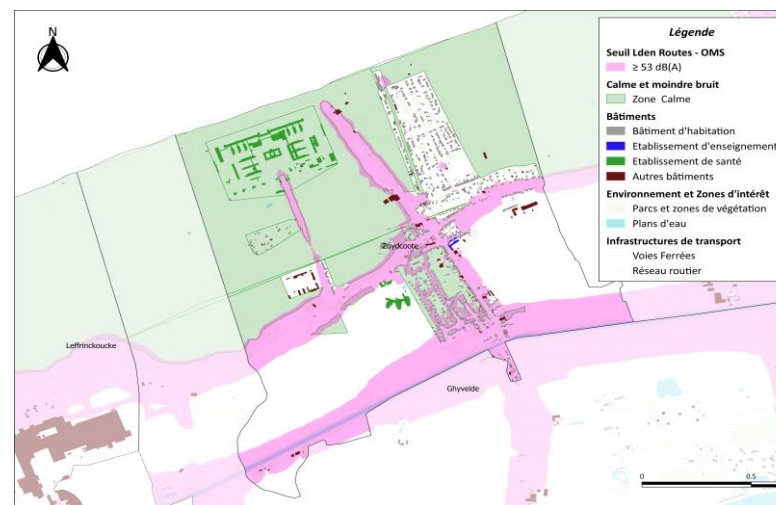 N
Légende
Seuil Lden Routes - OMS
≥ 53 dB(A)
Calme et moindre bruit
Zone Calme
Bâtiments
Bâtiment d'habitation
Etablissement d'enseignement
Etablissement de santé
Autres bâtiments
Environnement et Zones d'intérêt
Parcs et zones de végétation
Plans d'eau
Infrastructures de transport
Voies Ferrées
Réseau routier
Zuydcoote
Leffrinckoucke
Ghyvelde
0 0.5